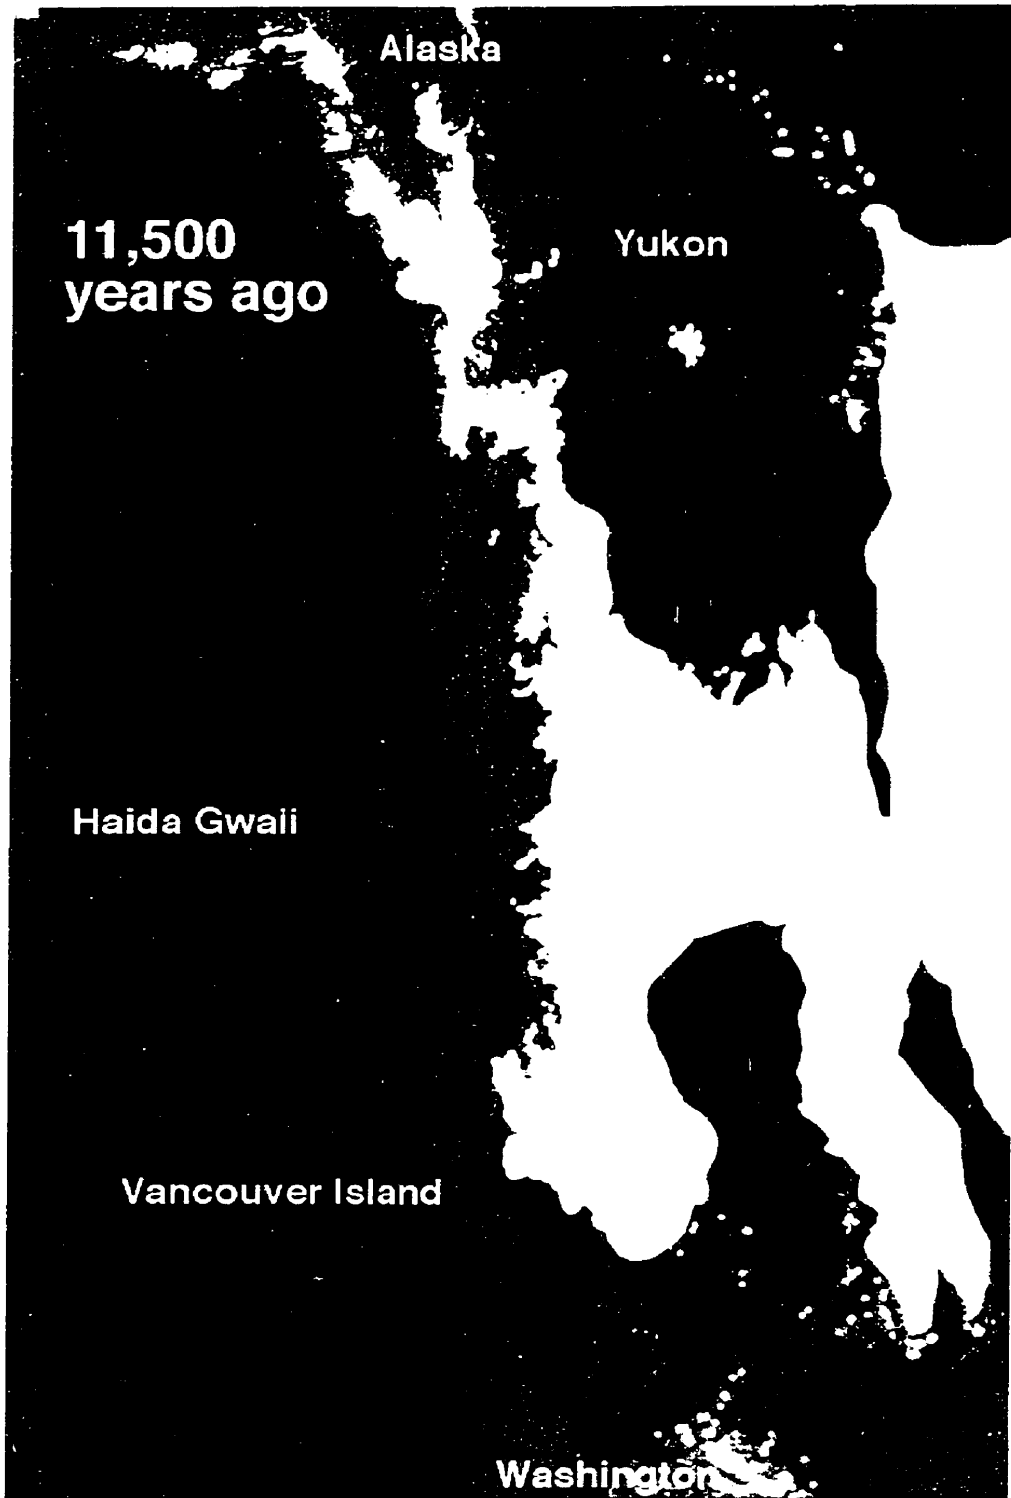 Alaska
11,500
years ago
Yukon
Haida Gwaii
Vancouver Island
Washington